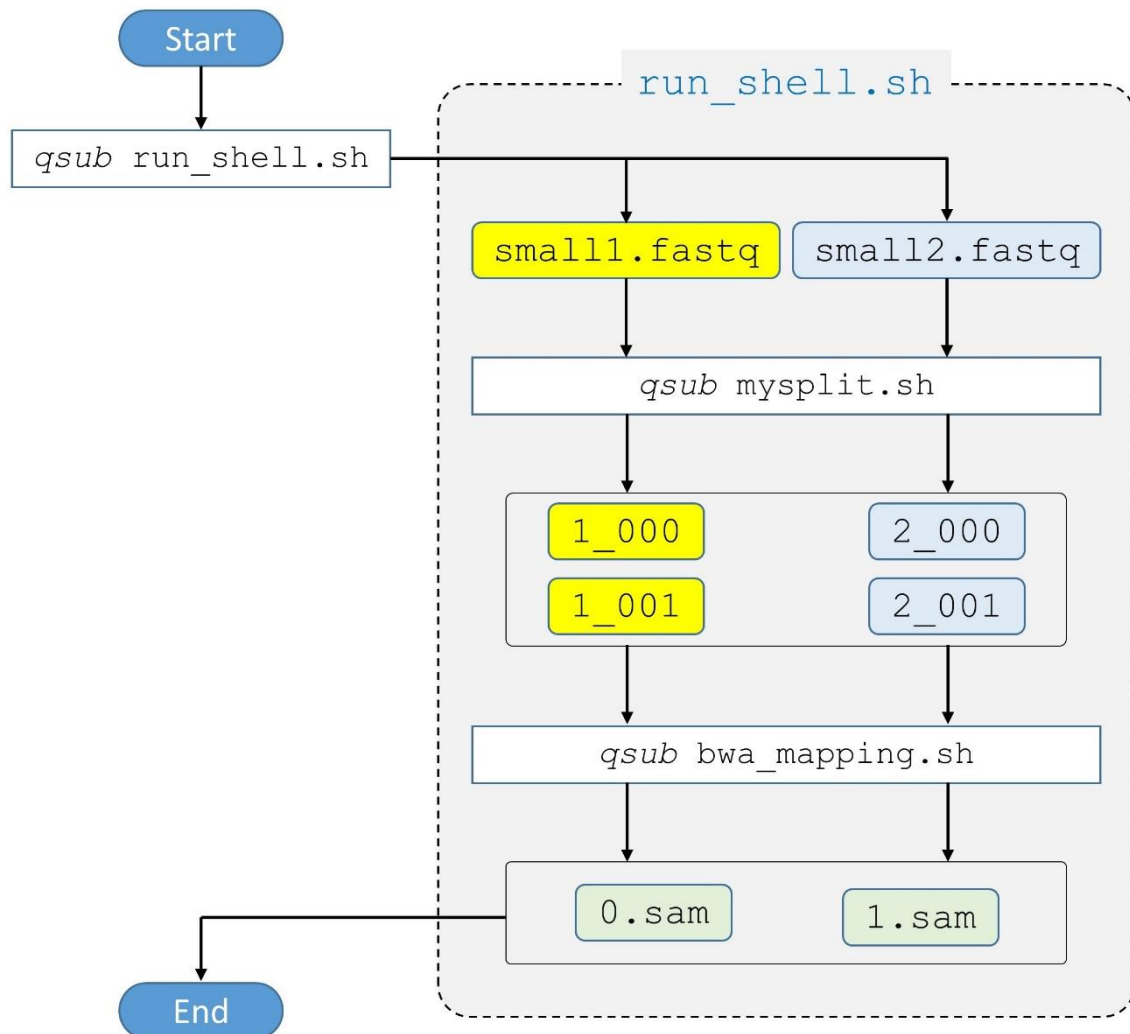 Start
run_shell.sh
qsub run_shell.sh
small1.fastq
small2.fastq
qsub mysplit.sh
1_000
2_000
1_001
2_001
qsub bwa_mapping.sh
0.sam
1.sam
End